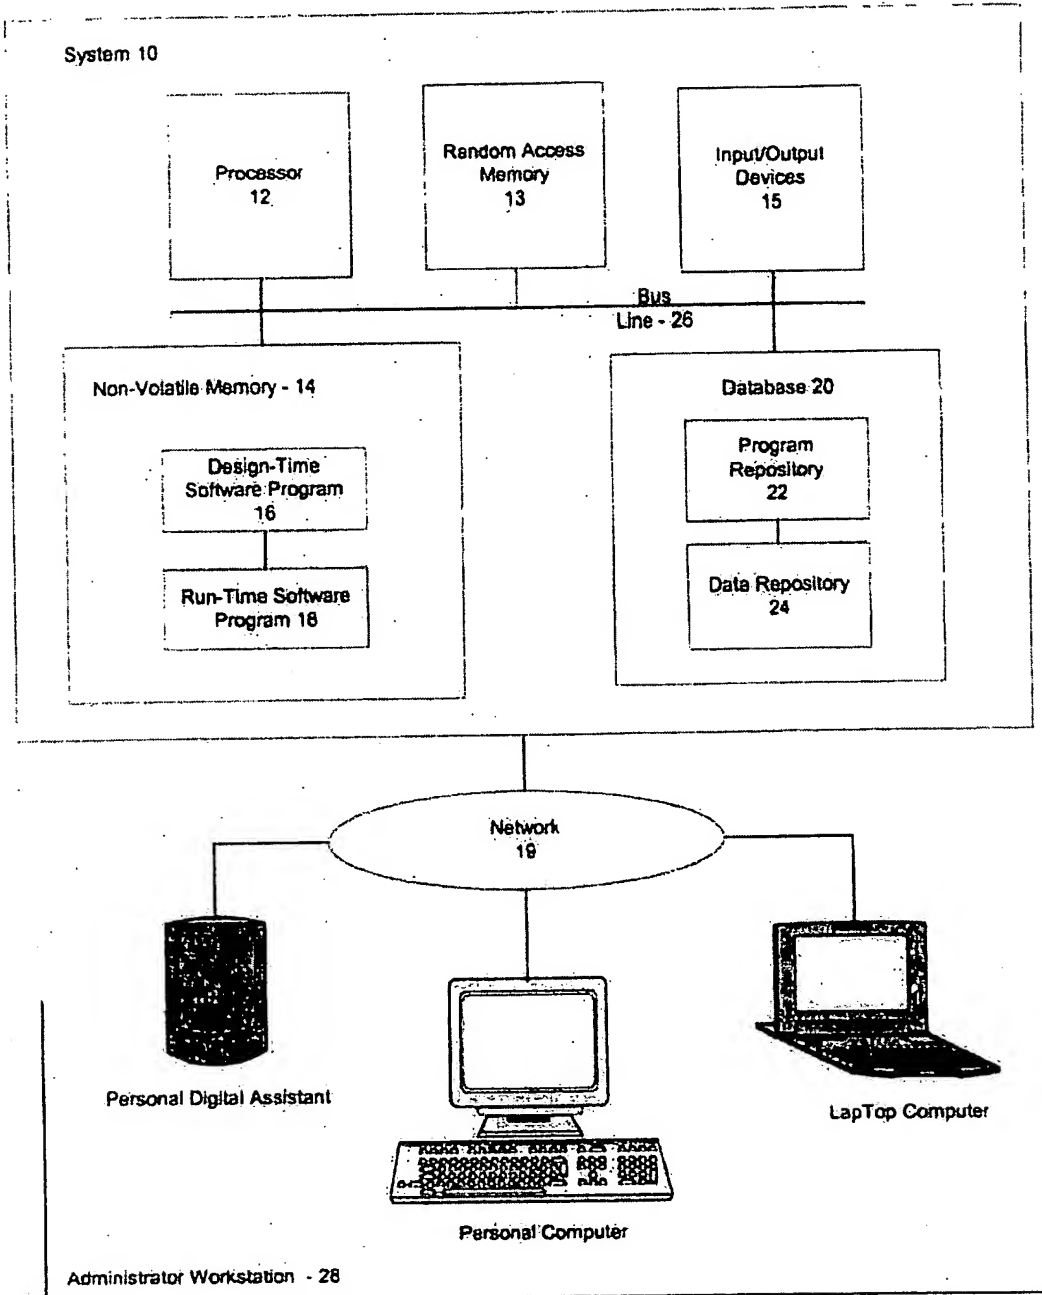 System 10
Processor
12
Random Access
Memory
13
Input/Output
Devices
15
Bus
Line - 26
Non-Volatile Memory - 14
Design-Time
Software Program
16
Run-Time Software
Program 18
Database 20
Program
Repository
22
Data Repository
24
Network
19
Personal Digital Assistant
Personal Computer
LapTop Computer
Administrator Workstation - 28